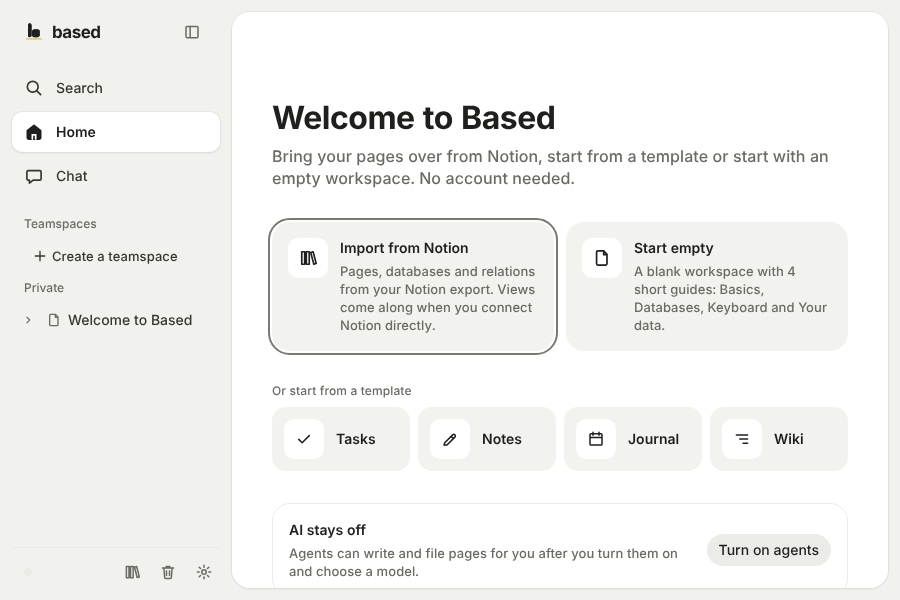 based
Search
Home
Chat
Teamspaces
Create a teamspace
Private
Welcome to Based
Welcome to Based
Bring your pages over from Notion, start from a template or start with an
empty workspace. No account needed.
Import from Notion
Pages, databases and relations
from your Notion export. Views
come along when you connect
Notion directly.
Start empty
A blank workspace with 4
short guides: Basics,
Databases, Keyboard and Your
data.
Or start from a template
Tasks
Notes
Journal
Wiki
AI stays off
Agents can write and file pages for you after you turn them on
and choose a model.
Turn on agents